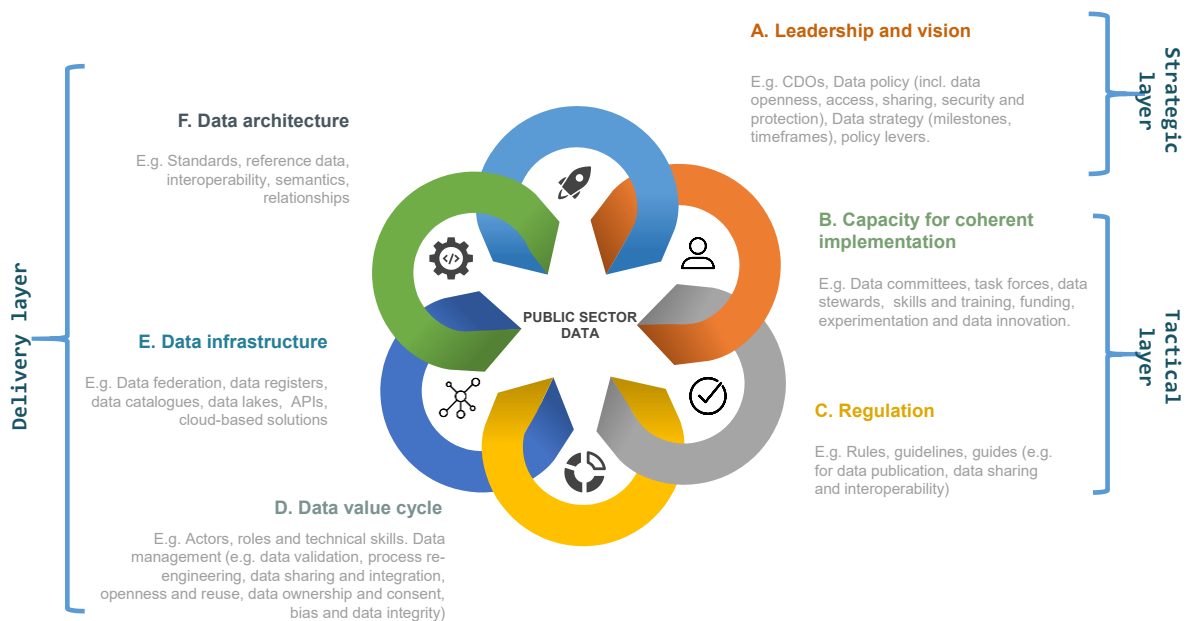 A. Leadership and vision
E.g. CDOs, Data policy (incl. data
openness, access, sharing, security and
protection), Data strategy (milestones,
timeframes), policy levers.
Strategic
layer
B. Capacity for coherent
implementation
E.g. Data committees, task forces, data
stewards, skills and training, funding,
experimentation and data innovation.
C. Regulation
E.g. Rules, guidelines, guides (e.g.
for data publication, data sharing
and interoperability)
Tactical
layer
PUBLIC SECTOR
DATA
</>
D. Data value cycle
E.g. Actors, roles and technical skills. Data
management (e.g. data validation, process re-
engineering, data sharing and integration,
openness and reuse, data ownership and consent,
bias and data integrity)
E. Data infrastructure
E.g. Data federation, data registers,
data catalogues, data lakes, APIs,
cloud-based solutions
F. Data architecture
E.g. Standards, reference data,
interoperability, semantics,
relationships
Delivery layer